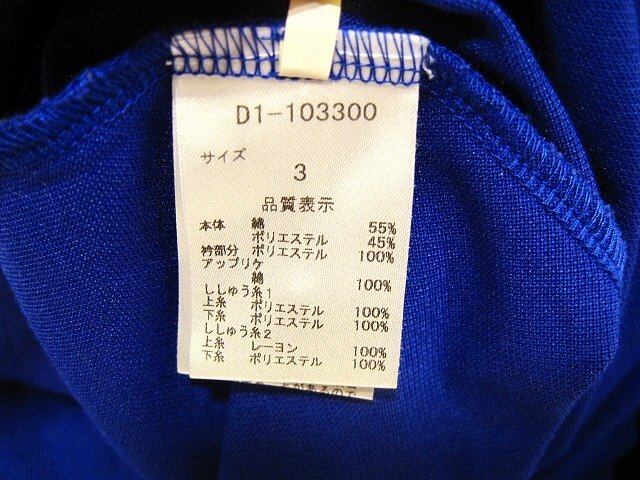 D1-103300
サイズ
3
品質表示
本体 綿 55%
ポリエステル 45%
衿部分 ポリエステル 100%
アップリケ
綿 100%
ししゅう糸1
上糸 ポリエステル 100%
下糸 ポリエステル 100%
ししゅう糸2
上糸 レーヨン 100%
下糸 ポリエステル 100%